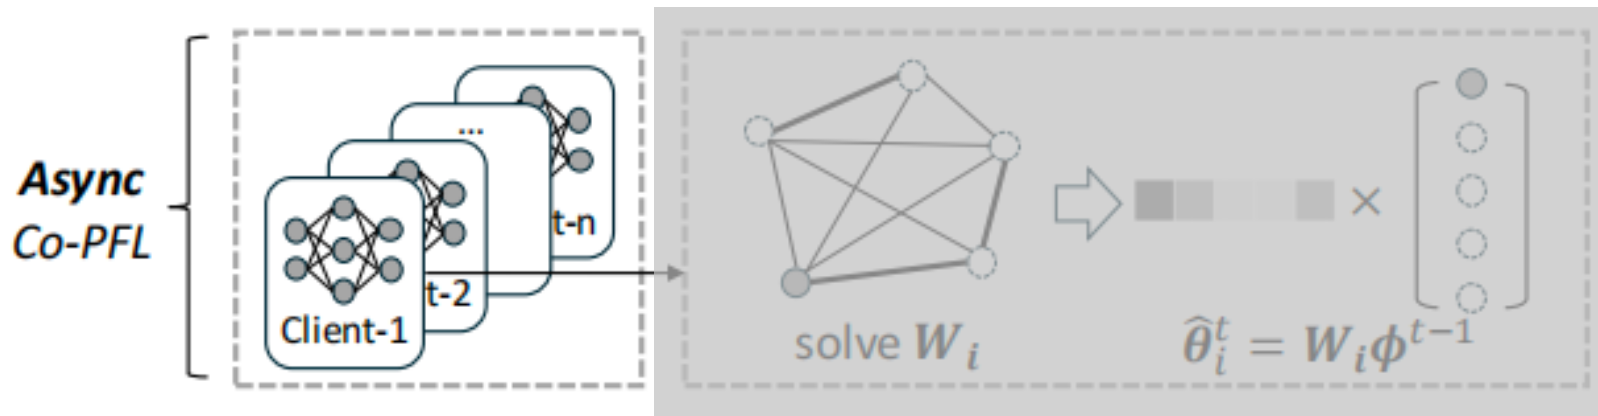 Async
Co-PFL
...
t-n
t-2
Client-1
solve W_i
×
θ̂_i^t = W_i ϕ^{t−1}